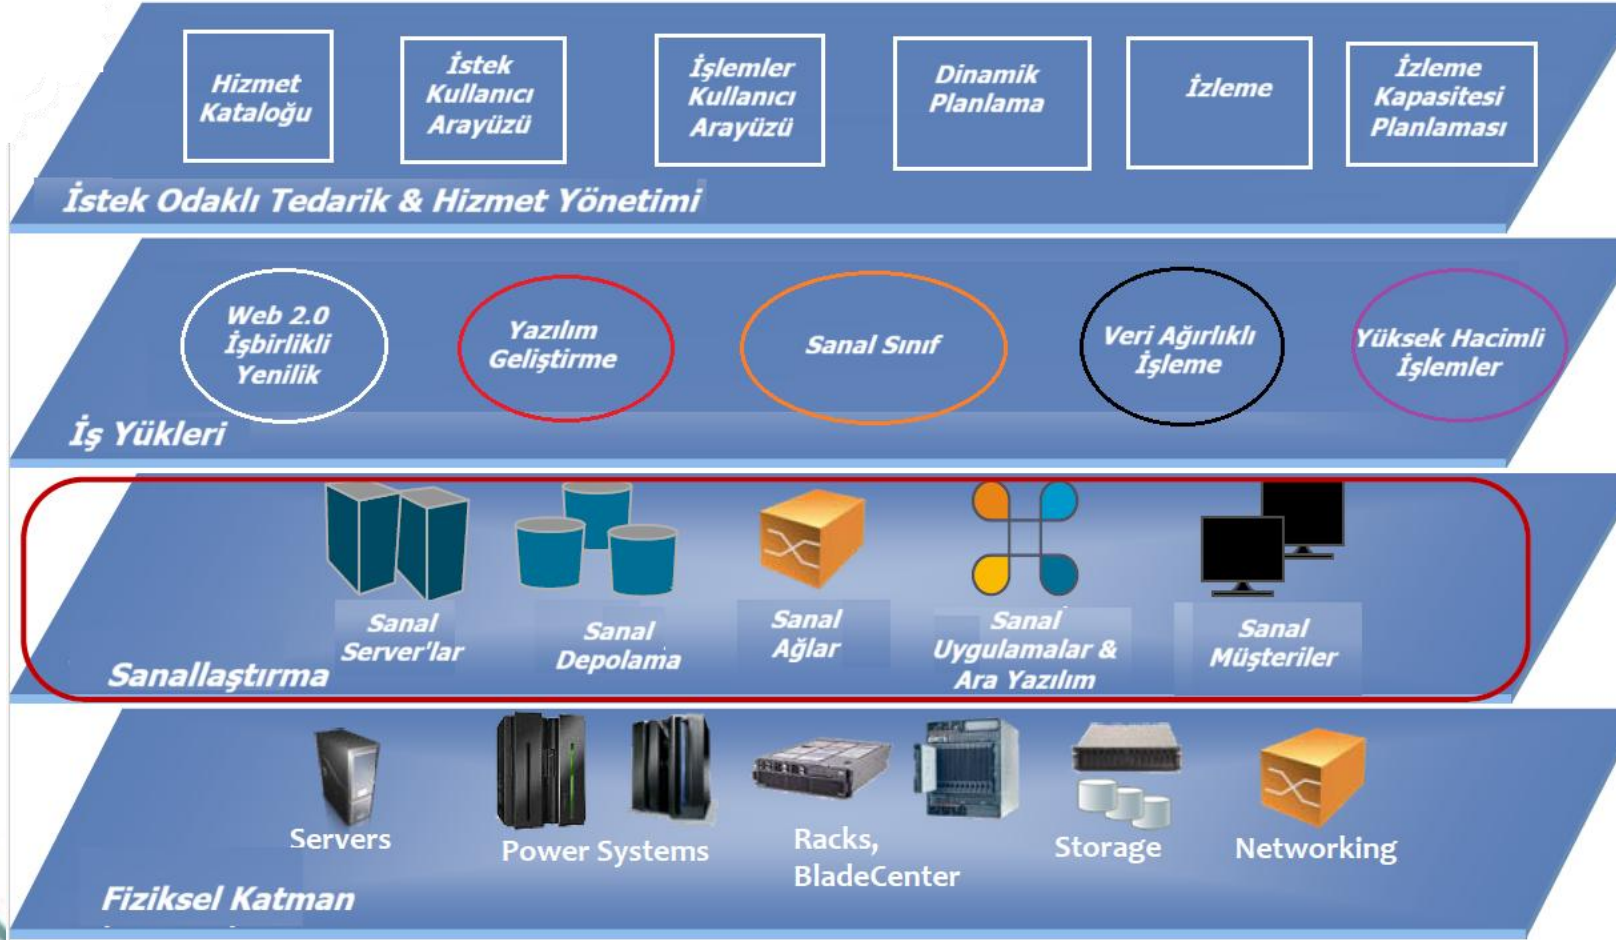 Hizmet
Kataloğu
İstek
Kullanıcı
Arayüzü
İşlemler
Kullanıcı
Arayüzü
Dinamik
Planlama
İzleme
İzleme
Kapasitesi
Planlaması
İstek Odaklı Tedarik & Hizmet Yönetimi
Web 2.0
İşbirlikli
Yenilik
Yazılım
Geliştirme
Sanal Sınıf
Veri Ağırlıklı
İşleme
Yüksek Hacimli
İşlemler
İş Yükleri
Sanal
Server'lar
Sanal
Depolama
Sanal
Ağlar
Sanal
Uygulamalar &
Ara Yazılım
Sanal
Müşteriler
Sanallaştırma
Servers
Power Systems
Racks,
BladeCenter
Storage
Networking
Fiziksel Katman